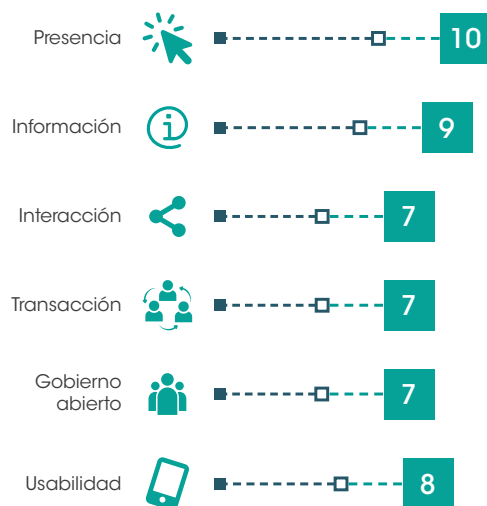 Presencia 10
Información 9
Interacción 7
Transacción 7
Gobierno
abierto 7
Usabilidad 8